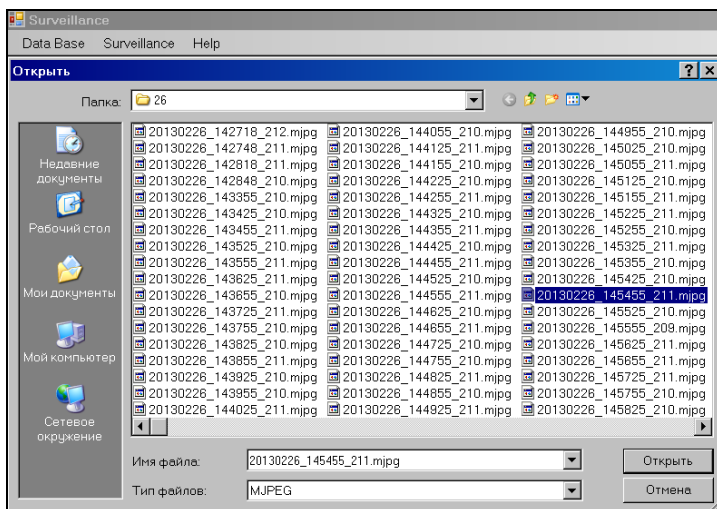 Surveillance
Data Base Surveillance Help
Открыть
Папка: 26
Недавние документы
Рабочий стол
Мои документы
Мой компьютер
Сетевое окружение
20130226_142718_212.mjpg
20130226_142748_211.mjpg
20130226_142818_211.mjpg
20130226_142848_210.mjpg
20130226_143355_210.mjpg
20130226_143425_210.mjpg
20130226_143455_211.mjpg
20130226_143525_210.mjpg
20130226_143555_211.mjpg
20130226_143625_211.mjpg
20130226_143655_210.mjpg
20130226_143725_211.mjpg
20130226_143755_210.mjpg
20130226_143825_210.mjpg
20130226_143855_211.mjpg
20130226_143925_210.mjpg
20130226_143955_210.mjpg
20130226_144025_211.mjpg
20130226_144055_210.mjpg
20130226_144125_211.mjpg
20130226_144155_210.mjpg
20130226_144225_210.mjpg
20130226_144255_211.mjpg
20130226_144325_210.mjpg
20130226_144355_211.mjpg
20130226_144425_210.mjpg
20130226_144455_211.mjpg
20130226_144525_210.mjpg
20130226_144555_211.mjpg
20130226_144625_210.mjpg
20130226_144655_211.mjpg
20130226_144725_210.mjpg
20130226_144755_210.mjpg
20130226_144825_211.mjpg
20130226_144855_210.mjpg
20130226_144925_211.mjpg
20130226_144955_210.mjpg
20130226_145025_210.mjpg
20130226_145055_211.mjpg
20130226_145125_210.mjpg
20130226_145155_211.mjpg
20130226_145225_211.mjpg
20130226_145255_210.mjpg
20130226_145325_211.mjpg
20130226_145355_210.mjpg
20130226_145425_210.mjpg
20130226_145455_211.mjpg
20130226_145525_210.mjpg
20130226_145555_209.mjpg
20130226_145625_211.mjpg
20130226_145655_211.mjpg
20130226_145725_211.mjpg
20130226_145755_210.mjpg
20130226_145825_210.mjpg
Имя файла: 20130226_145455_211.mjpg Открыть
Тип файлов: MJPEG Отмена